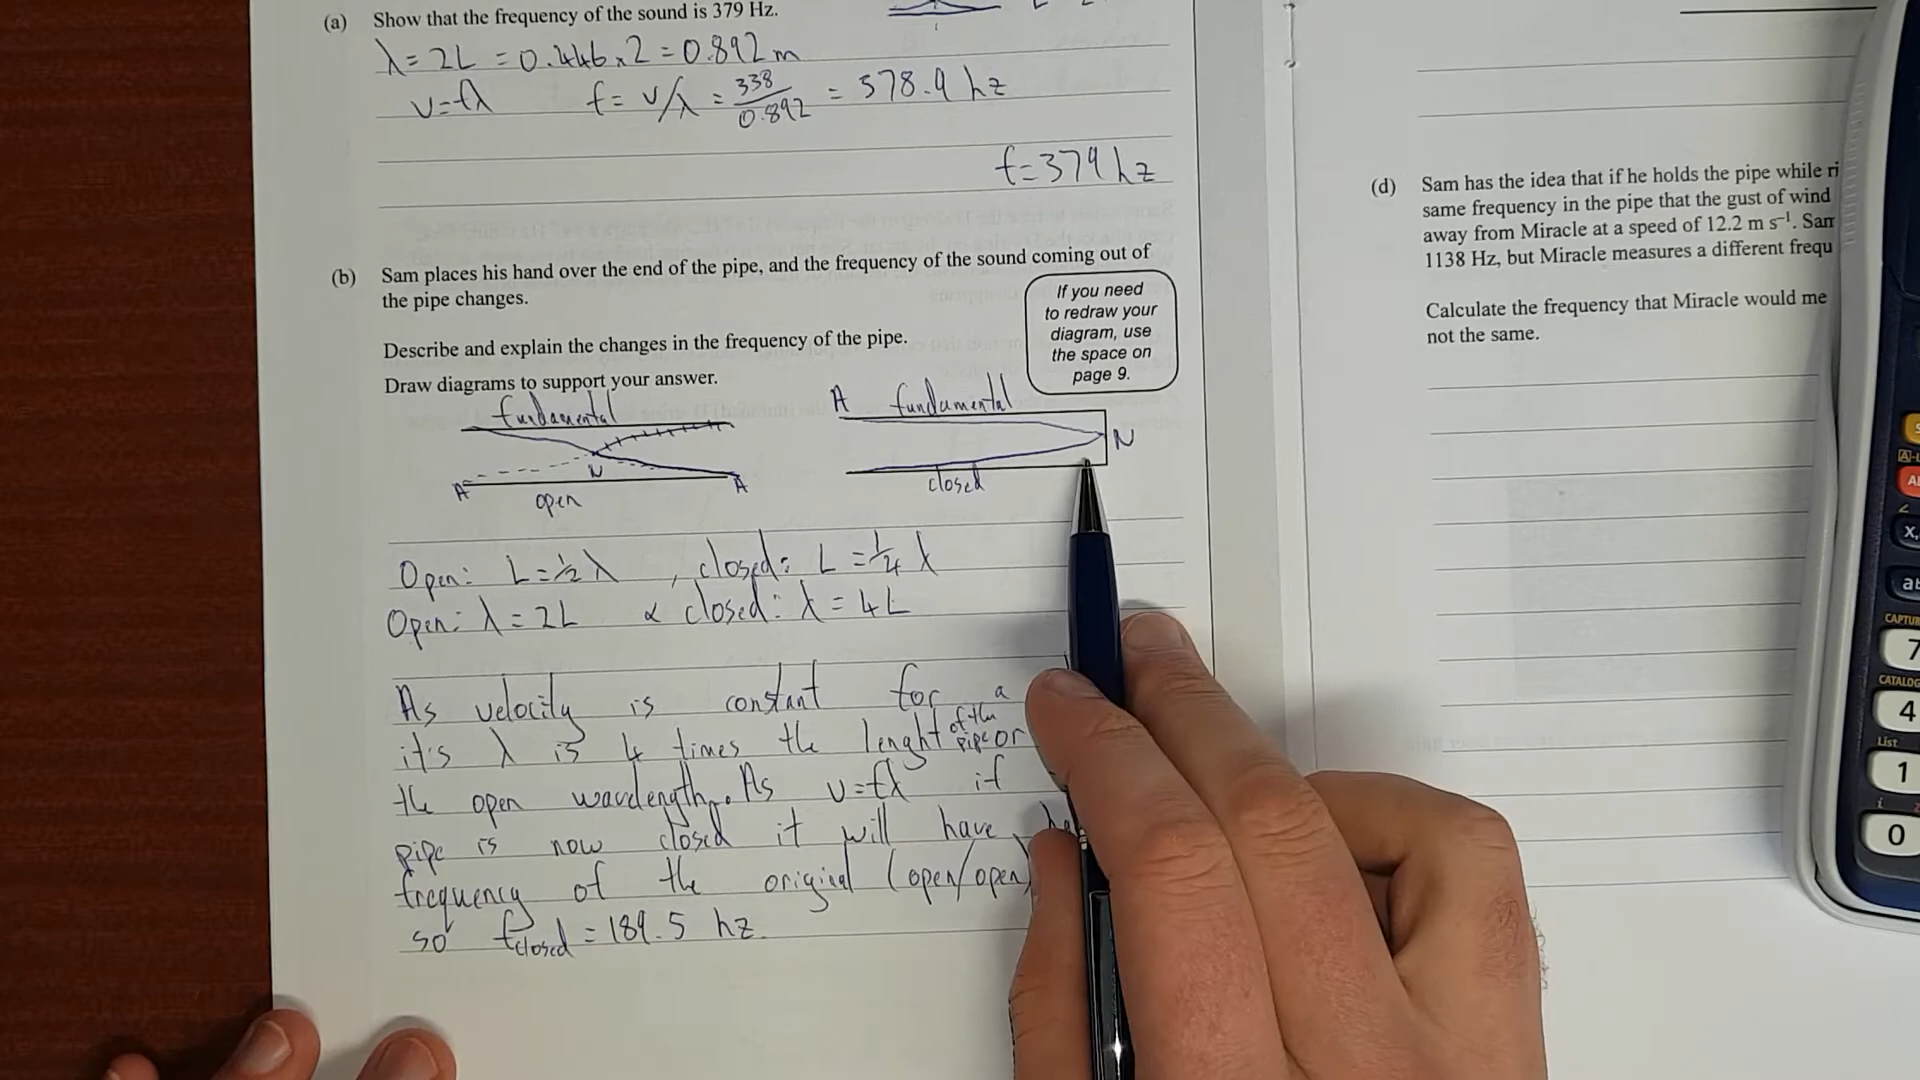 (a) Show that the frequency of the sound is 379 Hz.
λ = 2L = 0.446 x 2 = 0.892 m
v = fλ f = v/λ = 338/0.892 = 378.9 hz
f = 379 hz
(b) Sam places his hand over the end of the pipe, and the frequency of the sound coming out of
the pipe changes.
Describe and explain the changes in the frequency of the pipe.
Draw diagrams to support your answer.
If you need
to redraw your
diagram, use
the space on
page 9.
fundamental
A N A
open
A fundamental
N
closed
Open: L = ½ λ , closed: L = ¼ λ
Open: λ = 2L & closed: λ = 4L
As velocity is constant for a
it's λ is 4 times the lenght of the pipe or
the open wavelength. As v = fλ if
pipe is now closed it will have
frequency of the original (open/open)
so fclosed = 189.5 hz
(d) Sam has the idea that if he holds the pipe while
same frequency in the pipe that the gust of wind
away from Miracle at a speed of 12.2 m s⁻¹.
1138 Hz, but Miracle measures a different
Calculate the frequency that Miracle would
not the same.
CATALOG
List
7
4
1
0